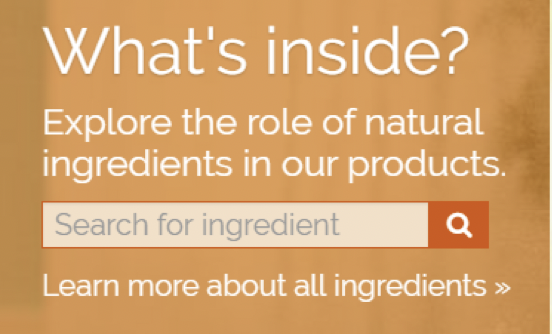 What's inside?
Explore the role of natural
ingredients in our products.
Search for ingredient
Learn more about all ingredients »